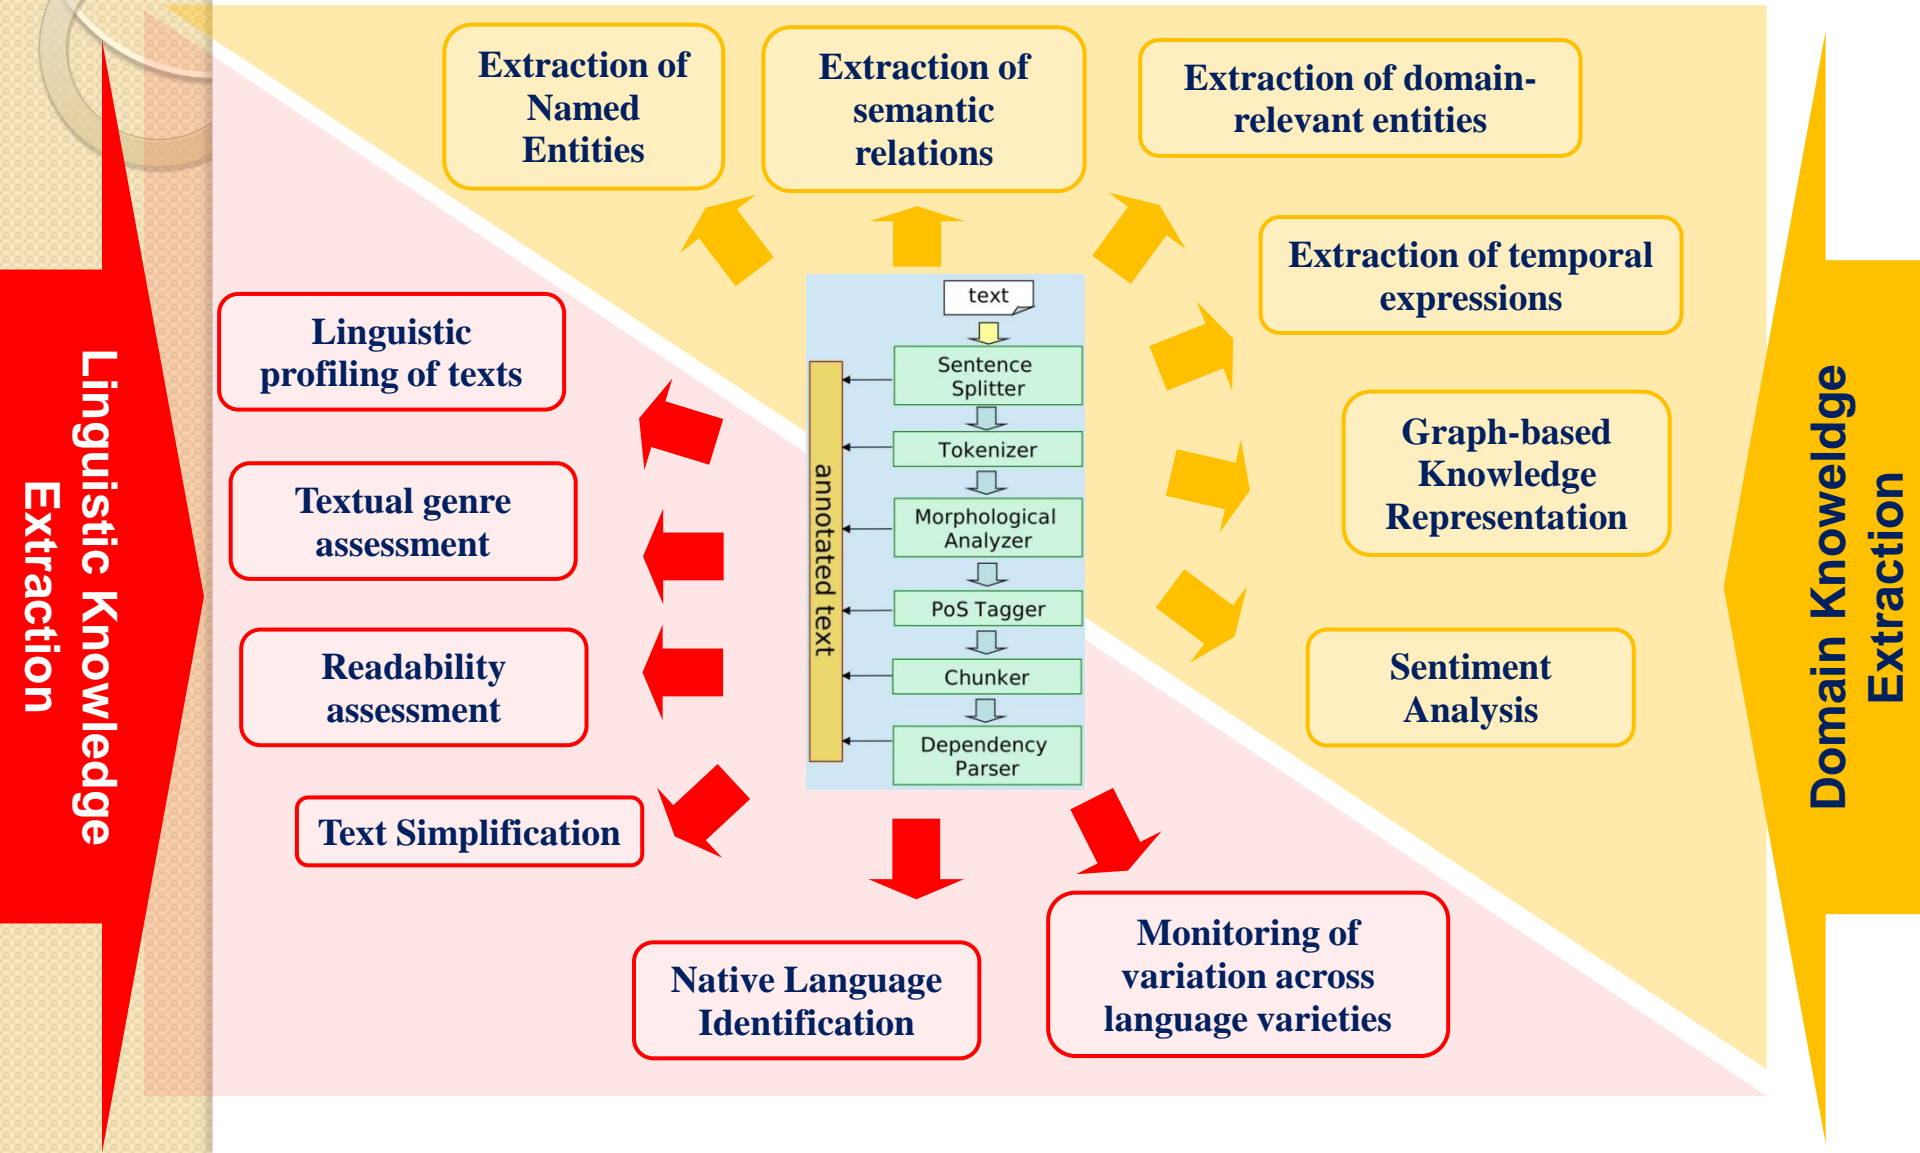 Extraction of
Named
Entities
Extraction of
semantic
relations
Extraction of domain-
relevant entities
Extraction of temporal
expressions
Graph-based
Knowledge
Representation
Sentiment
Analysis
Linguistic
profiling of texts
Textual genre
assessment
Readability
assessment
Text Simplification
Native Language
Identification
Monitoring of
variation across
language varieties
text
Sentence
Splitter
Tokenizer
Morphological
Analyzer
PoS Tagger
Chunker
Dependency
Parser
annotated text
Linguistic Knowledge
Extraction
Domain Knoweldge
Extraction